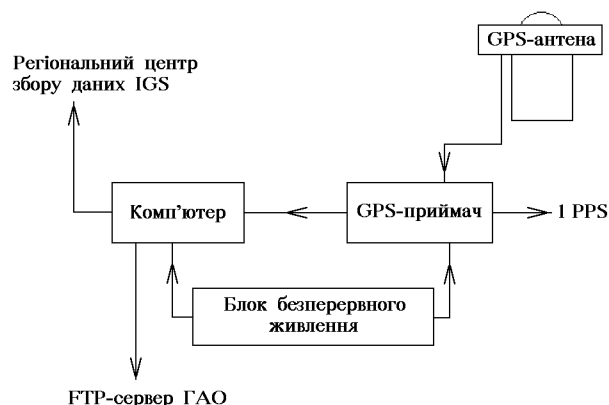 GPS-антена
Регіональний центр
збору даних IGS
Комп'ютер
GPS-приймач
1 PPS
Блок безперервного
живлення
FTP-сервер ГАО